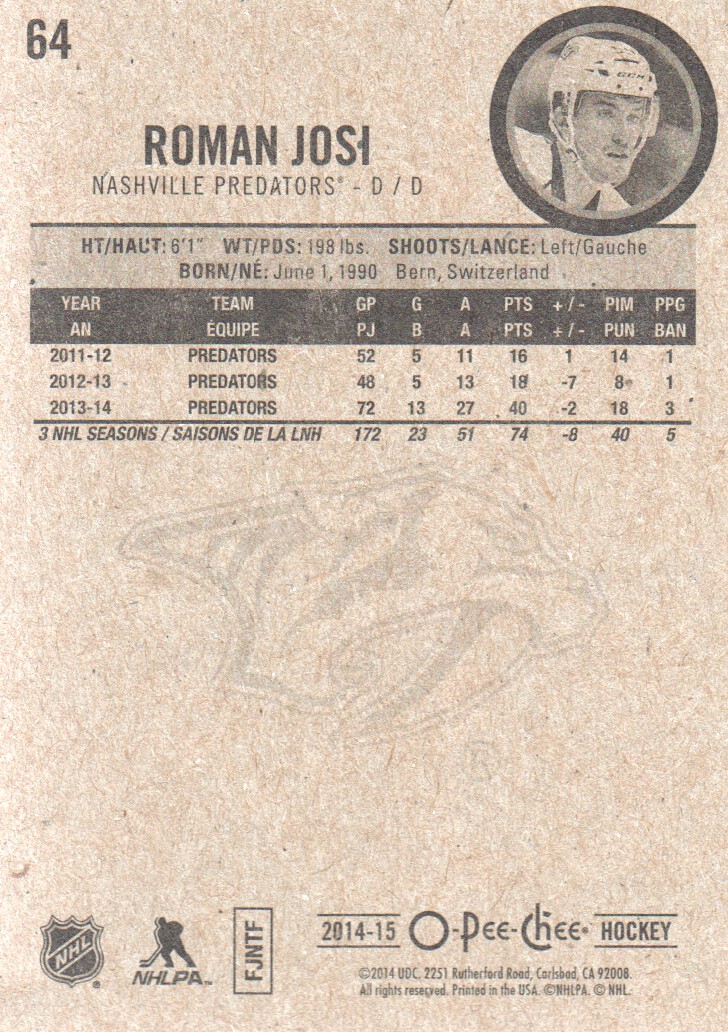 64
ROMAN JOSI
NASHVILLE PREDATORS® - D / D
HT/HAUT: 6'1" WT/PDS: 198 lbs. SHOOTS/LANCE: Left/Gauche
BORN/NÉ: June 1, 1990 Bern, Switzerland
YEAR TEAM GP G A PTS +/- PIM PPG
AN ÉQUIPE PJ B A PTS +/- PUN BAN
2011-12 PREDATORS 52 5 11 16 1 14 1
2012-13 PREDATORS 48 5 13 18 -7 8 1
2013-14 PREDATORS 72 13 27 40 -2 18 3
3 NHL SEASONS / SAISONS DE LA LNH 172 23 51 74 -8 40 5
®
NHL ®
NHLPA™
FJNTF
2014-15 O-Pee-Chee® HOCKEY
©2014 UDC. 2251 Rutherford Road, Carlsbad, CA 92008.
All rights reserved. Printed in the USA. ©NHLPA. © NHL.
CCM